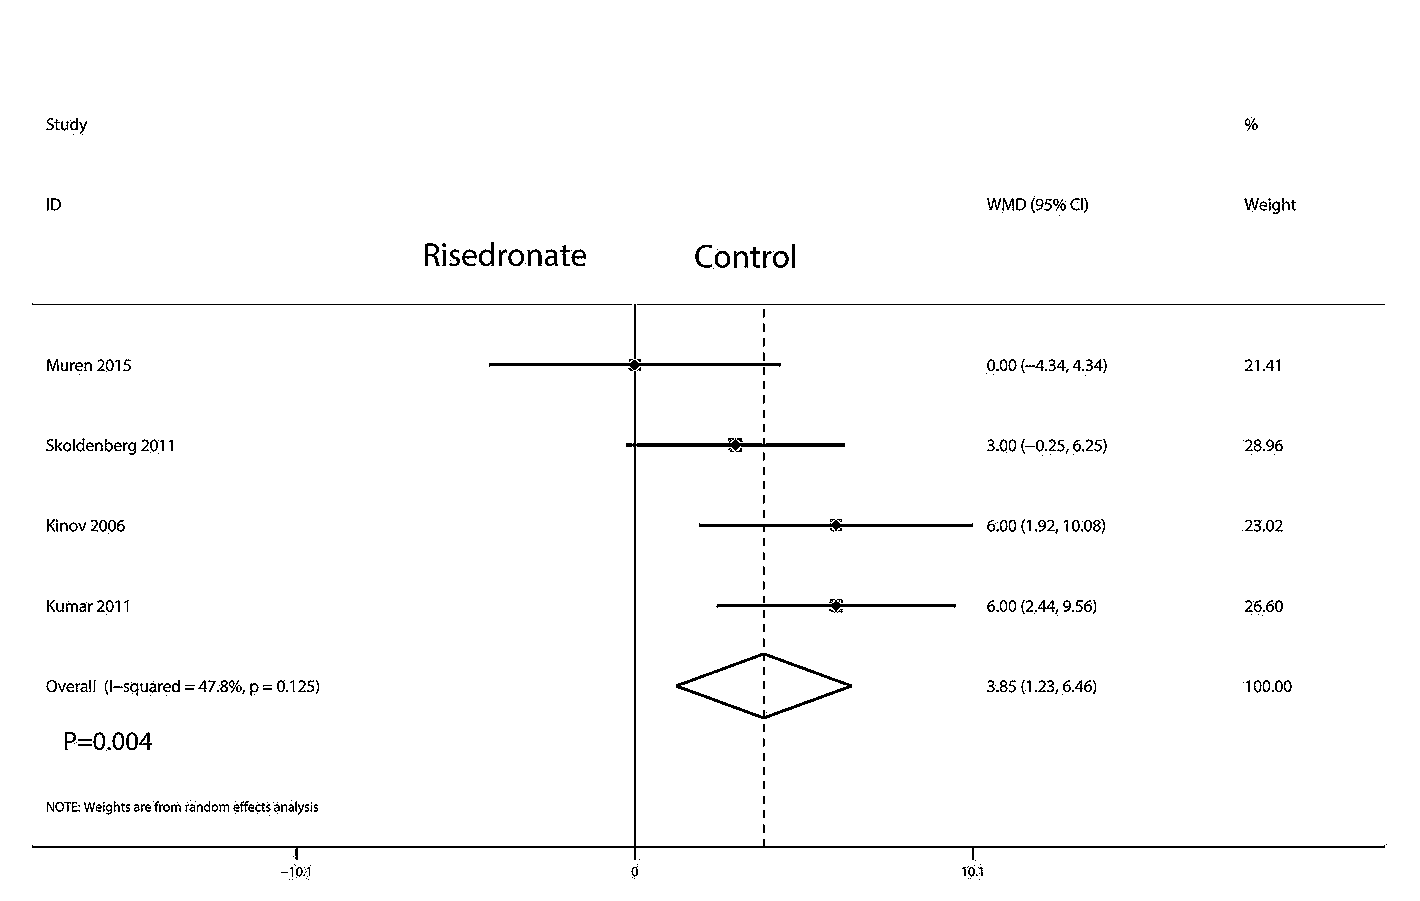 Study %
ID WMD (95% CI) Weight
Risedronate Control
Muren 2015 0.00 (−4.34, 4.34) 21.41
Skoldenberg 2011 3.00 (−0.25, 6.25) 28.96
Kinov 2006 6.00 (1.92, 10.08) 23.02
Kumar 2011 6.00 (2.44, 9.56) 26.60
Overall (I−squared = 47.8%, p = 0.125) 3.85 (1.23, 6.46) 100.00
P=0.004
NOTE: Weights are from random effects analysis
−10.1 0 10.1